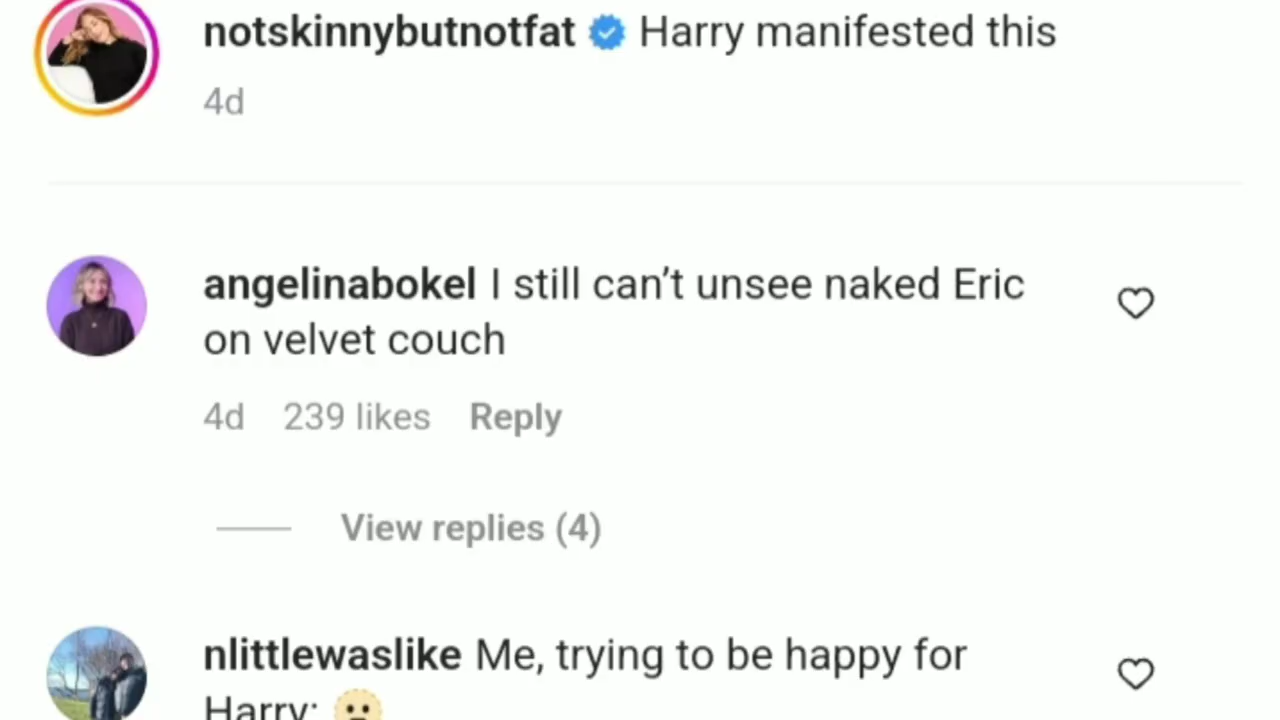 notskinnybutnotfat Harry manifested this
4d
angelinabokel I still can’t unsee naked Eric
on velvet couch
4d 239 likes Reply
View replies (4)
nlittlewaslike Me, trying to be happy for
Harry: 🫥